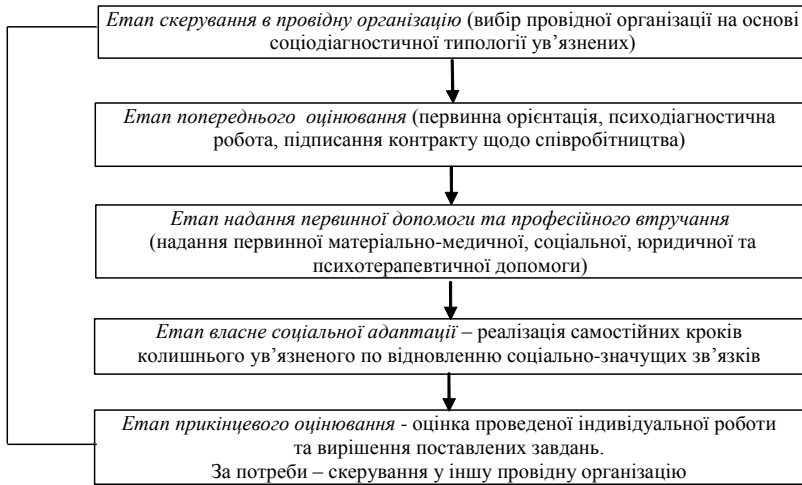 Етап скерування в провідну організацію (вибір провідної організації на основі
соціодіагностичної типології ув’язнених)
Етап попереднього оцінювання (первинна орієнтація, психодіагностична
робота, підписання контракту щодо співробітництва)
Етап надання первинної допомоги та професійного втручання
(надання первинної матеріально-медичної, соціальної, юридичної та
психотерапевтичної допомоги)
Етап власне соціальної адаптації – реалізація самостійних кроків
колишнього ув’язненого по відновленню соціально-значущих зв’язків
Етап прикінцевого оцінювання - оцінка проведеної індивідуальної роботи
та вирішення поставлених завдань.
За потреби – скерування у іншу провідну організацію